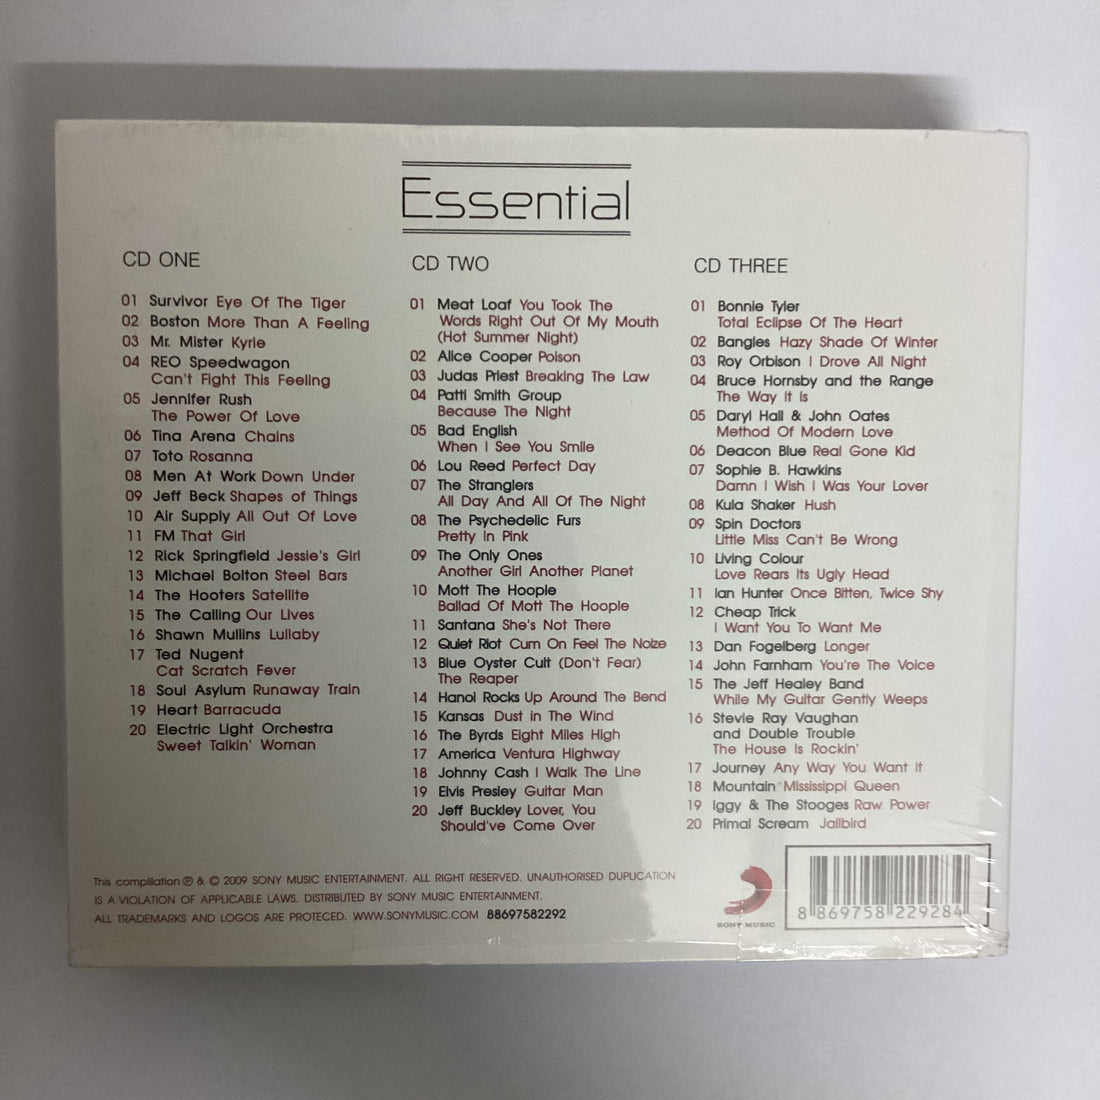 Essential
CD ONE
01 Survivor Eye Of The Tiger
02 Boston More Than A Feeling
03 Mr. Mister Kyrie
04 REO Speedwagon
Can't Fight This Feeling
05 Jennifer Rush
The Power Of Love
06 Tina Arena Chains
07 Toto Rosanna
08 Men At Work Down Under
09 Jeff Beck Shapes of Things
10 Air Supply All Out Of Love
11 FM That Girl
12 Rick Springfield Jessie's Girl
13 Michael Bolton Steel Bars
14 The Hooters Satellite
15 The Calling Our Lives
16 Shawn Mullins Lullaby
17 Ted Nugent
Cat Scratch Fever
18 Soul Asylum Runaway Train
19 Heart Barracuda
20 Electric Light Orchestra
Sweet Talkin' Woman
CD TWO
01 Meat Loaf You Took The
Words Right Out Of My Mouth
(Hot Summer Night)
02 Alice Cooper Poison
03 Judas Priest Breaking The Law
04 Patti Smith Group
Because The Night
05 Bad English
When I See You Smile
06 Lou Reed Perfect Day
07 The Stranglers
All Day And All Of The Night
08 The Psychedelic Furs
Pretty In Pink
09 The Only Ones
Another Girl Another Planet
10 Mott The Hoople
Ballad Of Mott The Hoople
11 Santana She's Not There
12 Quiet Riot Cum On Feel The Noize
13 Blue Oyster Cult (Don't Fear)
The Reaper
14 Hanoi Rocks Up Around The Bend
15 Kansas Dust in The Wind
16 The Byrds Eight Miles High
17 America Ventura Highway
18 Johnny Cash I Walk The Line
19 Elvis Presley Guitar Man
20 Jeff Buckley Lover, You
Should've Come Over
CD THREE
01 Bonnie Tyler
Total Eclipse Of The Heart
02 Bangles Hazy Shade Of Winter
03 Roy Orbison I Drove All Night
04 Bruce Hornsby and the Range
The Way It Is
05 Daryl Hall & John Oates
Method Of Modern Love
06 Deacon Blue Real Gone Kid
07 Sophie B. Hawkins
Damn I Wish I Was Your Lover
08 Kula Shaker Hush
09 Spin Doctors
Little Miss Can't Be Wrong
10 Living Colour
Love Rears Its Ugly Head
11 Ian Hunter Once Bitten, Twice Shy
12 Cheap Trick
I Want You To Want Me
13 Dan Fogelberg Longer
14 John Farnham You're The Voice
15 The Jeff Healey Band
While My Guitar Gently Weeps
16 Stevie Ray Vaughan
and Double Trouble
The House Is Rockin'
17 Journey Any Way You Want It
18 Mountain Mississippi Queen
19 Iggy & The Stooges Raw Power
20 Primal Scream Jailbird
This compilation ℗ & © 2009 SONY MUSIC ENTERTAINMENT. ALL RIGHT RESERVED. UNAUTHORISED DUPLICATION
IS A VIOLATION OF APPLICABLE LAWS. DISTRIBUTED BY SONY MUSIC ENTERTAINMENT.
ALL TRADEMARKS AND LOGOS ARE PROTECED. WWW.SONYMUSIC.COM 88697582292
SONY MUSIC
8 869758 229284